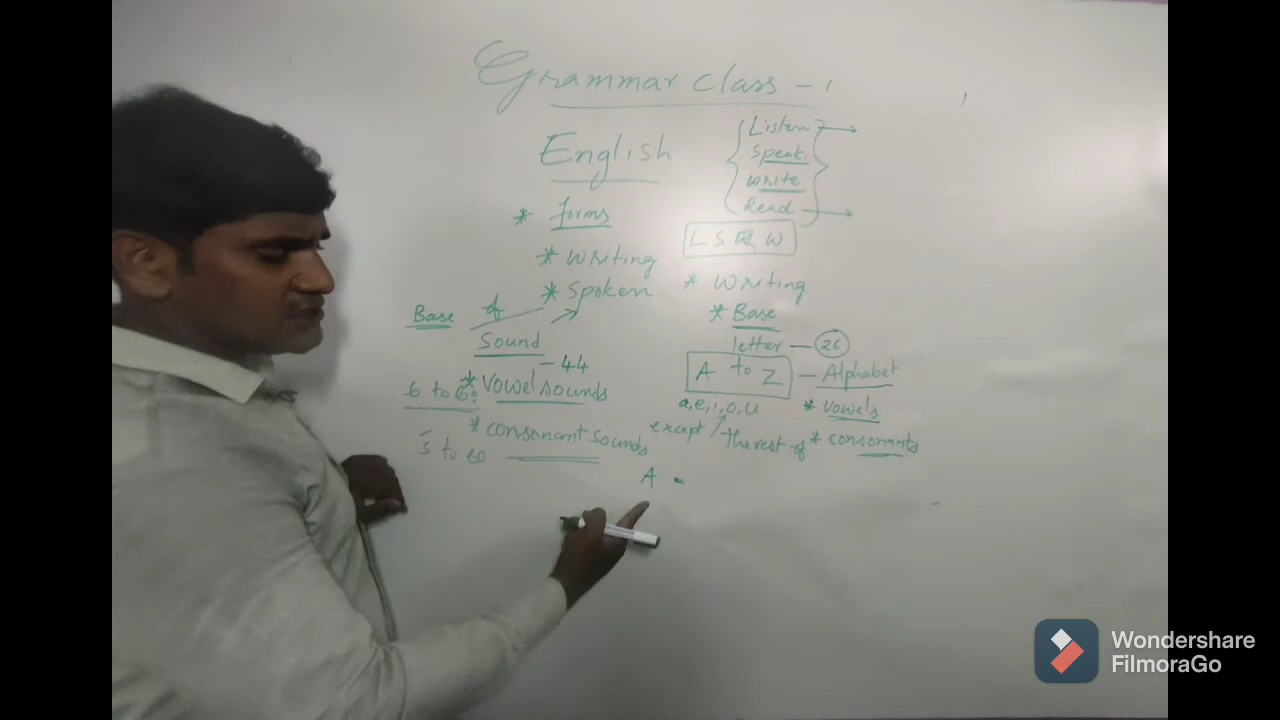 Grammar class - 1
English
Listen
Speak
Write
Read
* forms
L S R W
* Writing
* Spoken
* Writing
Base of
Sound
- 44
* Base
letter - 26
A to Z - Alphabet
* Vowel sounds
6 to 60
a, e, i, o, u
* vowels
* consonant sounds
except
the rest of * consonants
5 to 60
A -
Wondershare
FilmoraGo